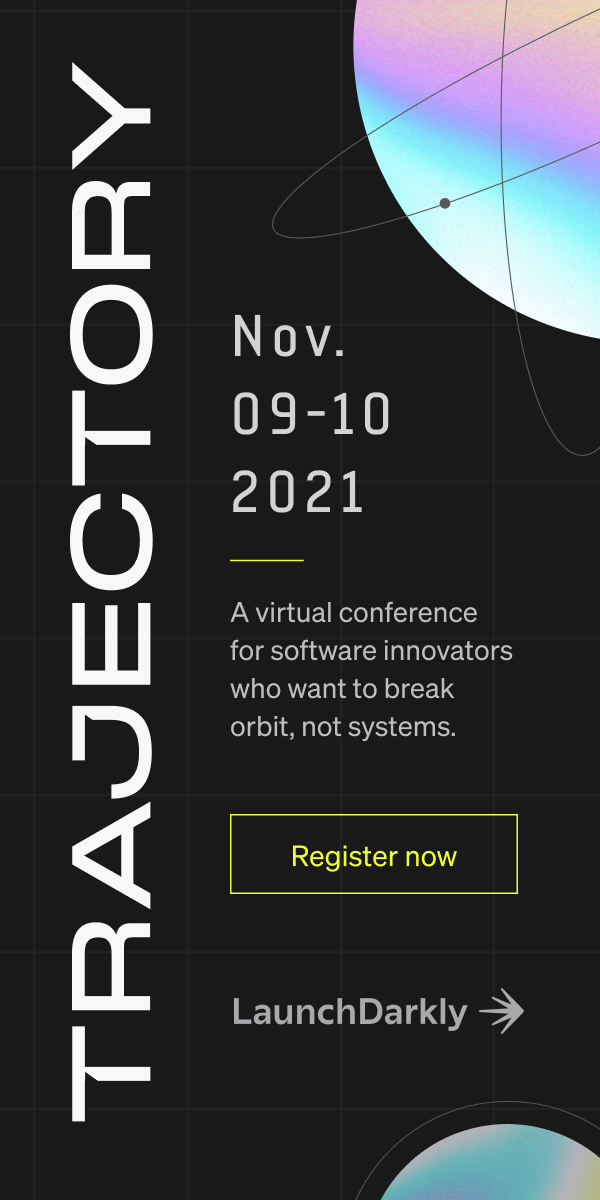 TRAJECTORY
Nov.
09-10
2021
A virtual conference
for software innovators
who want to break
orbit, not systems.
Register now
LaunchDarkly